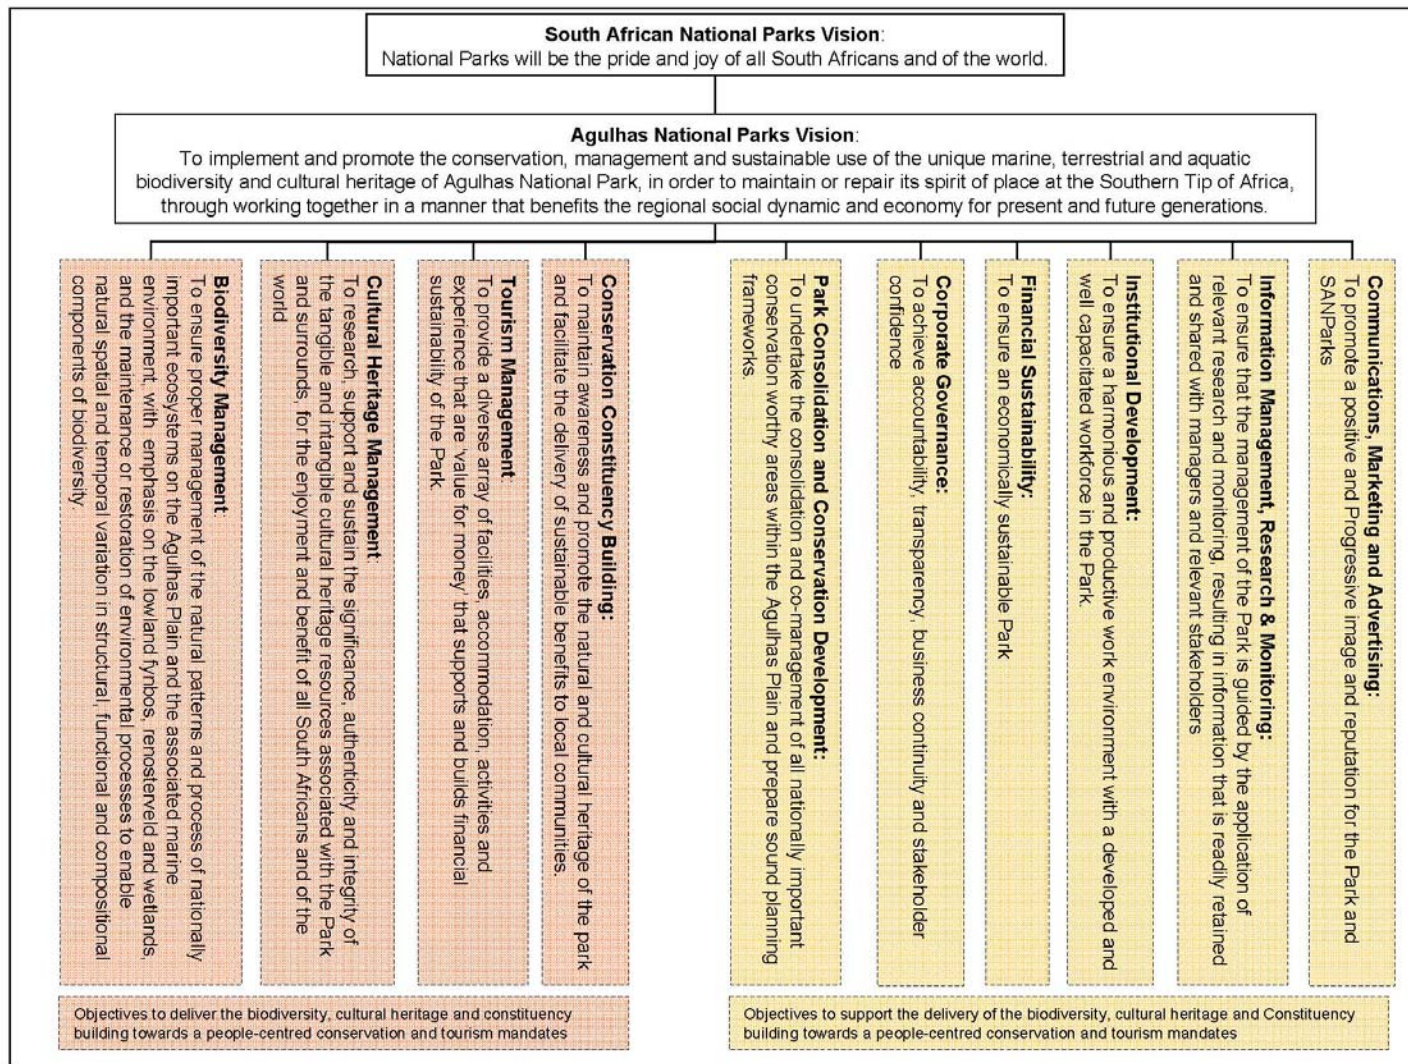 South African National Parks Vision:
National Parks will be the pride and joy of all South Africans and of the world.
Agulhas National Parks Vision:
To implement and promote the conservation, management and sustainable use of the unique marine, terrestrial and aquatic
biodiversity and cultural heritage of Agulhas National Park, in order to maintain or repair its spirit of place at the Southern Tip of Africa,
through working together in a manner that benefits the regional social dynamic and economy for present and future generations.
Biodiversity Management:
To ensure proper management of the natural patterns and process of nationally
important ecosystems on the Agulhas Plain and the associated marine
environment, with emphasis on the lowland fynbos, renosterveld and wetlands,
and the maintenance or restoration of environmental processes to enable
natural spatial and temporal variation in structural, functional and compositional
components of biodiversity.
Cultural Heritage Management:
To research, support and sustain the significance, authenticity and integrity of
the tangible and intangible cultural heritage resources associated with the Park
and surrounds, for the enjoyment and benefit of all South Africans and of the
world
Tourism Management
To provide a diverse array of facilities, accommodation, activities and
experience that are 'value for money' that supports and builds financial
sustainability of the Park.
Conservation Constituency Building:
To maintain awareness and promote the natural and cultural heritage of the park
and facilitate the delivery of sustainable benefits to local communities.
Park Consolidation and Conservation Development:
To undertake the consolidation and co-management of all nationally important
conservation worthy areas within the Agulhas Plain and prepare sound planning
frameworks.
Corporate Governance:
To achieve accountability, transparency, business continuity and stakeholder
confidence
Financial Sustainability:
To ensure an economically sustainable Park
Institutional Development:
To ensure a harmonious and productive work environment with a developed and
well capacitated workforce in the Park.
Information Management, Research & Monitoring:
To ensure that the management of the Park is guided by the application of
relevant research and monitoring, resulting in information that is readily retained
and shared with managers and relevant stakeholders
Communications, Marketing and Advertising:
To promote a positive and Progressive image and reputation for the Park and
SANParks
Objectives to deliver the biodiversity, cultural heritage and constituency
building towards a people-centred conservation and tourism mandates
Objectives to support the delivery of the biodiversity, cultural heritage and Constituency
building towards a people-centred conservation and tourism mandates